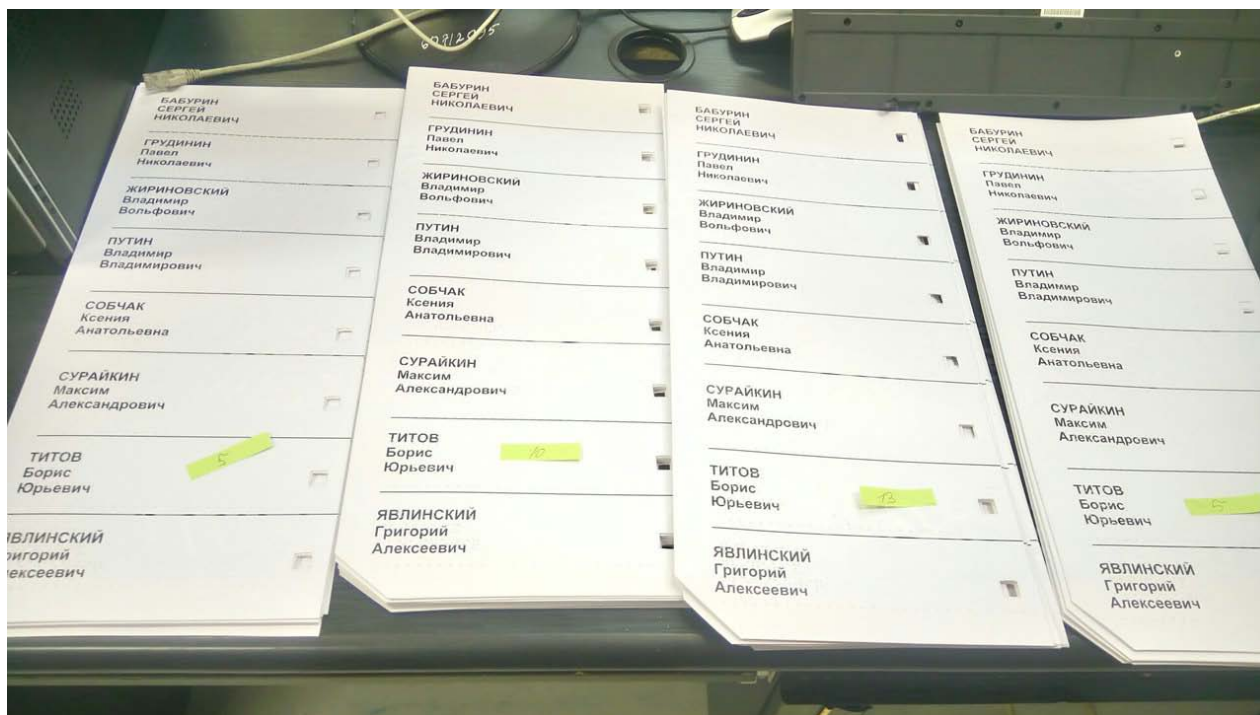 60912095
БАБУРИН
СЕРГЕЙ
НИКОЛАЕВИЧ
ГРУДИНИН
Павел
Николаевич
ЖИРИНОВСКИЙ
Владимир
Вольфович
ПУТИН
Владимир
Владимирович
СОБЧАК
Ксения
Анатольевна
СУРАЙКИН
Максим
Александрович
ТИТОВ
Борис
Юрьевич
5
ЯВЛИНСКИЙ
ригорий
ексеевич
БАБУРИН
СЕРГЕЙ
НИКОЛАЕВИЧ
ГРУДИНИН
Павел
Николаевич
ЖИРИНОВСКИЙ
Владимир
Вольфович
ПУТИН
Владимир
Владимирович
СОБЧАК
Ксения
Анатольевна
СУРАЙКИН
Максим
Александрович
ТИТОВ
Борис
Юрьевич
10
ЯВЛИНСКИЙ
Григорий
Алексеевич
БАБУРИН
СЕРГЕЙ
НИКОЛАЕВИЧ
ГРУДИНИН
Павел
Николаевич
ЖИРИНОВСКИЙ
Владимир
Вольфович
ПУТИН
Владимир
Владимирович
СОБЧАК
Ксения
Анатольевна
СУРАЙКИН
Максим
Александрович
ТИТОВ
Борис
Юрьевич
13
ЯВЛИНСКИЙ
Григорий
Алексеевич
БАБУРИН
СЕРГЕЙ
НИКОЛАЕВИЧ
ГРУДИНИН
Павел
Николаевич
ЖИРИНОВСКИЙ
Владимир
Вольфович
ПУТИН
Владимир
Владимирович
СОБЧАК
Ксения
Анатольевна
СУРАЙКИН
Максим
Александрович
ТИТОВ
Борис
Юрьевич
5
ЯВЛИНСКИЙ
Григорий
Алексеевич